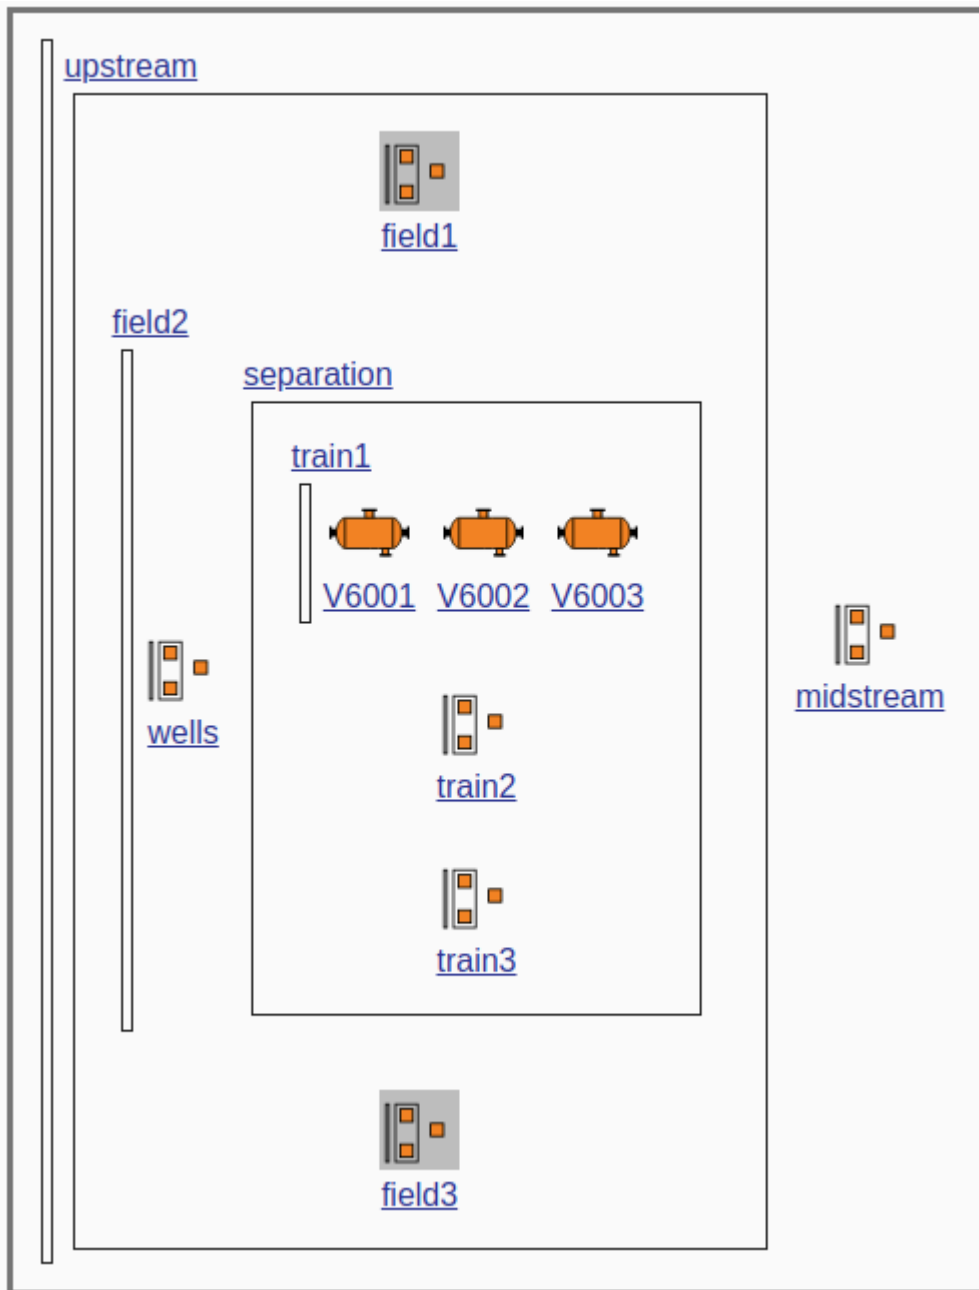 upstream
field1
field2
separation
train1
V6001 V6002 V6003
wells
midstream
train2
train3
field3